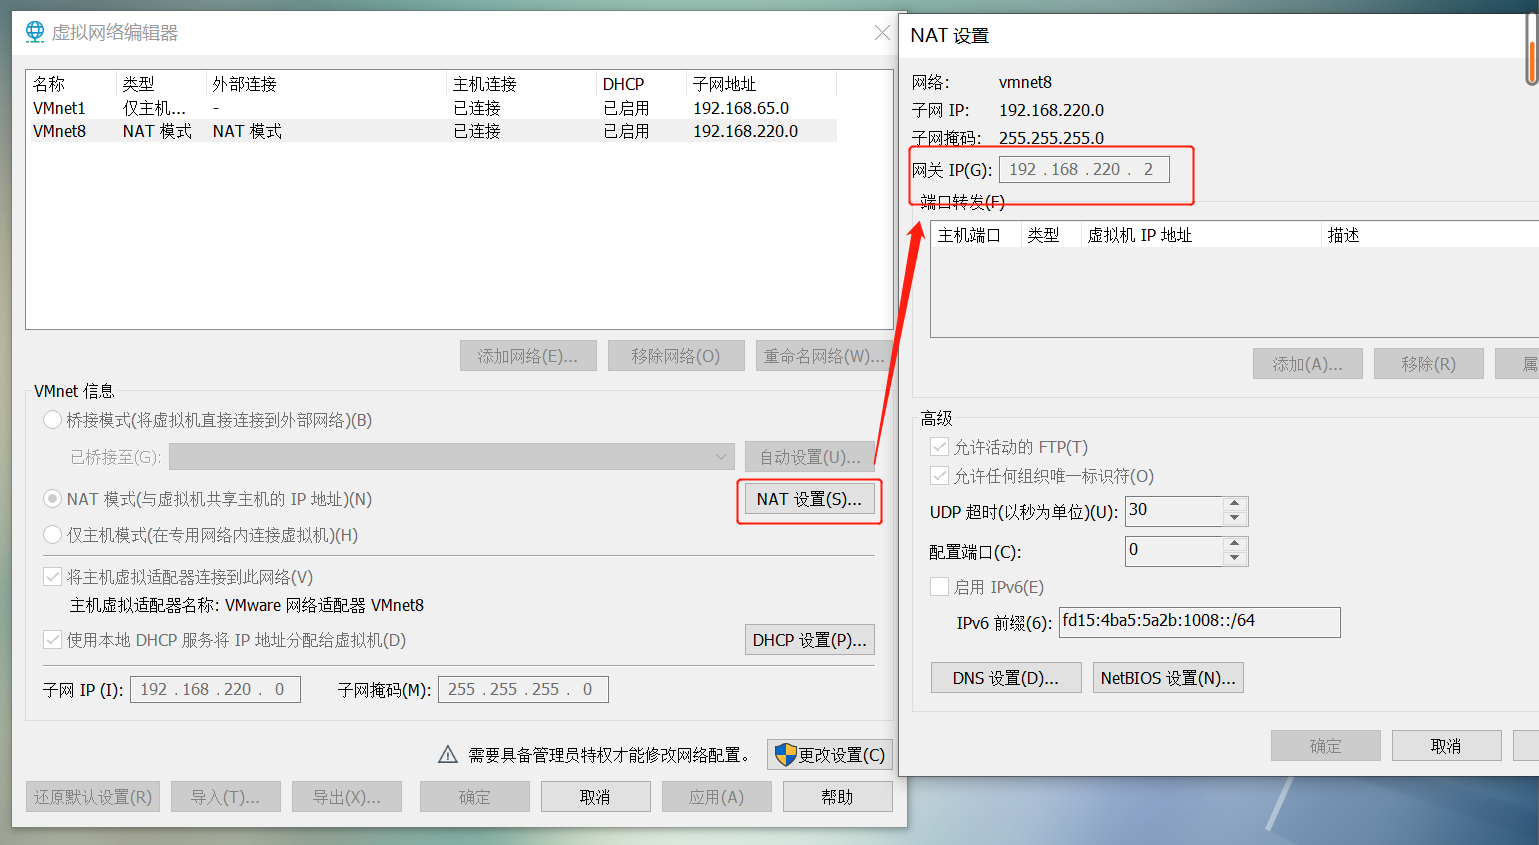 虚拟网络编辑器
名称 类型 外部连接 主机连接 DHCP 子网地址
VMnet1 仅主机... - 已连接 已启用 192.168.65.0
VMnet8 NAT 模式 NAT 模式 已连接 已启用 192.168.220.0
添加网络(E)... 移除网络(O) 重命名网络(W)...
VMnet 信息
桥接模式(将虚拟机直接连接到外部网络)(B)
已桥接至(G): 自动设置(U)...
NAT 模式(与虚拟机共享主机的 IP 地址)(N) NAT 设置(S)...
仅主机模式(在专用网络内连接虚拟机)(H)
将主机虚拟适配器连接到此网络(V)
主机虚拟适配器名称: VMware 网络适配器 VMnet8
使用本地 DHCP 服务将 IP 地址分配给虚拟机(D) DHCP 设置(P)...
子网 IP (I): 192 . 168 . 220 . 0 子网掩码(M): 255 . 255 . 255 . 0
需要具备管理员特权才能修改网络配置。 更改设置(C)
还原默认设置(R) 导入(T)... 导出(X)... 确定 取消 应用(A) 帮助
NAT 设置
网络: vmnet8
子网 IP: 192.168.220.0
子网掩码: 255.255.255.0
网关 IP(G): 192 . 168 . 220 . 2
端口转发(F)
主机端口 类型 虚拟机 IP 地址 描述
添加(A)... 移除(R) 属
高级
允许活动的 FTP(T)
允许任何组织唯一标识符(O)
UDP 超时(以秒为单位)(U): 30
配置端口(C): 0
启用 IPv6(E)
IPv6 前缀(6): fd15:4ba5:5a2b:1008::/64
DNS 设置(D)... NetBIOS 设置(N)...
确定 取消